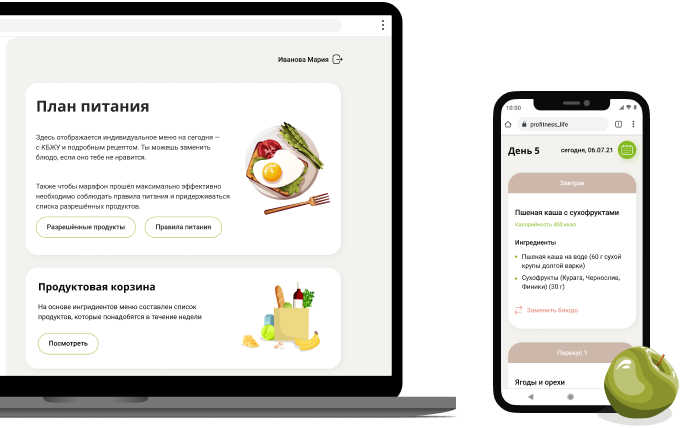 Иванова Мария
План питания
Здесь отображается индивидуальное меню на сегодня —
с КБЖУ и подробным рецептом. Ты можешь заменить
блюдо, если оно тебе не нравится.
Также чтобы марафон прошёл максимально эффективно
необходимо соблюдать правила питания и придерживаться
списка разрешённых продуктов.
Разрешённые продукты
Правила питания
Продуктовая корзина
На основе ингридиентов меню составлен список
продуктов, которые понадобятся в течение недели
Посмотреть
10:00
profitness_life
День 5
сегодня, 06.07.21
Завтрак
Пшеная каша с сухофруктами
Калорийность 400 ккал
Ингредиенты
Пшеная каша на воде (60 г сухой
крупы долгой варки)
Сухофрукты (Курага, Чернослив,
Финики) (30 г)
Заменить блюдо
Перекус 1
Ягоды и орехи